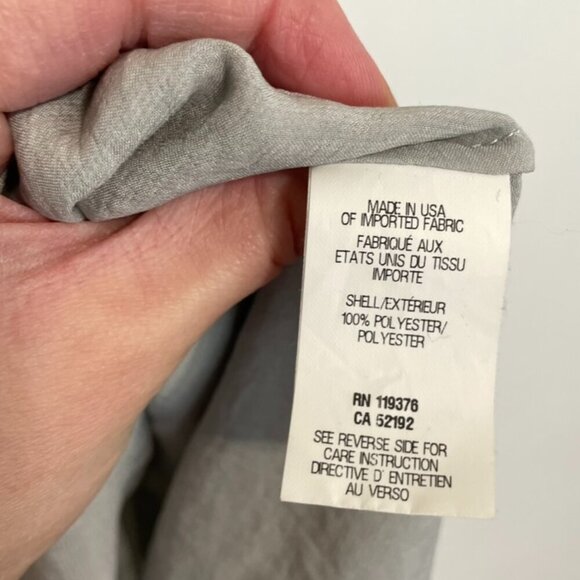 MADE IN USA
OF IMPORTED FABRIC
FABRIQUÉ AUX
ETATS UNIS DU TISSU
IMPORTE
SHELL/EXTÉRIEUR
100% POLYESTER/
POLYESTER
RN 119376
CA 52192
SEE REVERSE SIDE FOR
CARE INSTRUCTION
DIRECTIVE D' ENTRETIEN
AU VERSO